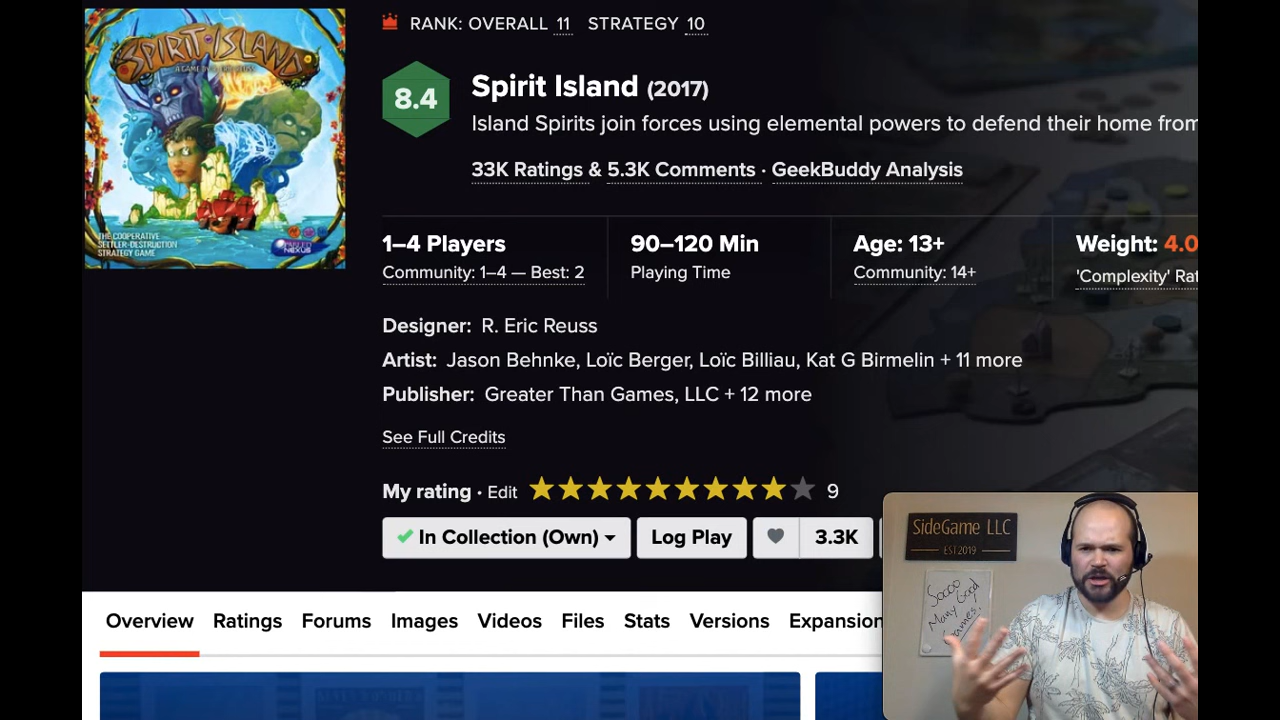 SPIRIT ISLAND
THE COOPERATIVE
SETTLER-DESTRUCTION
STRATEGY GAME
RANK: OVERALL 11 STRATEGY 10
8.4
Spirit Island (2017)
Island Spirits join forces using elemental powers to defend their home from
33K Ratings & 5.3K Comments · GeekBuddy Analysis
1–4 Players
Community: 1–4 — Best: 2
90–120 Min
Playing Time
Age: 13+
Community: 14+
Weight: 4.0
'Complexity' Rat
Designer: R. Eric Reuss
Artist: Jason Behnke, Loïc Berger, Loïc Billiau, Kat G Birmelin + 11 more
Publisher: Greater Than Games, LLC + 12 more
See Full Credits
My rating · Edit 9
In Collection (Own) Log Play 3.3K
Overview Ratings Forums Images Videos Files Stats Versions Expansion
SideGame LLC
EST 2019
Sooo
Many Good
Games.